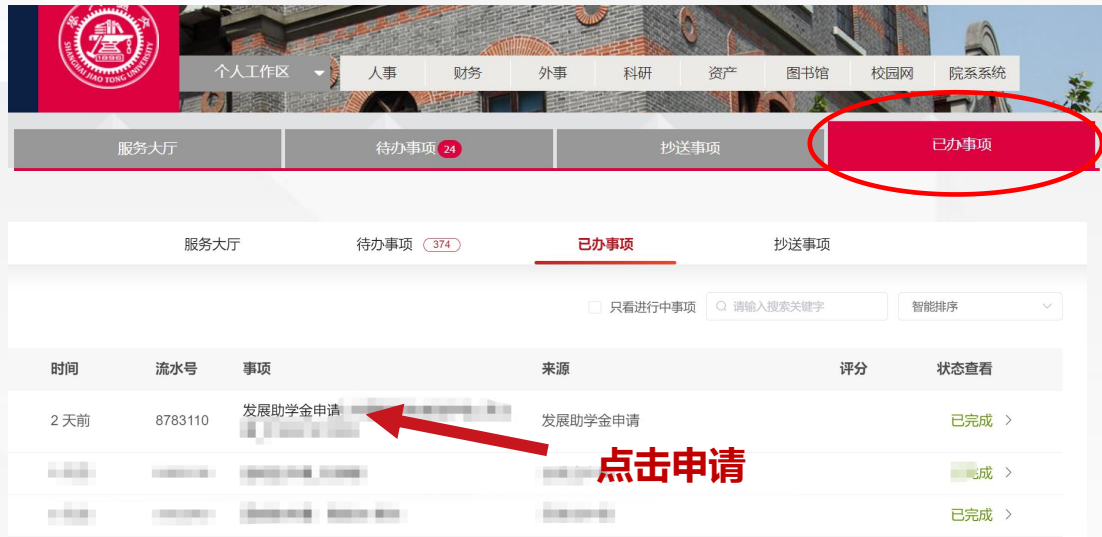 SHANGHAI JIAO TONG UNIVERSITY
1896
个人工作区 人事 财务 外事 科研 资产 图书馆 校园网 院系系统
服务大厅 待办事项 24 抄送事项 已办事项
服务大厅 待办事项 374 已办事项 抄送事项
只看进行中事项 请输入搜索关键字 智能排序
时间 流水号 事项 来源 评分 状态查看
2 天前 8783110 发展助学金申请 发展助学金申请 已完成
点击申请
成
已完成